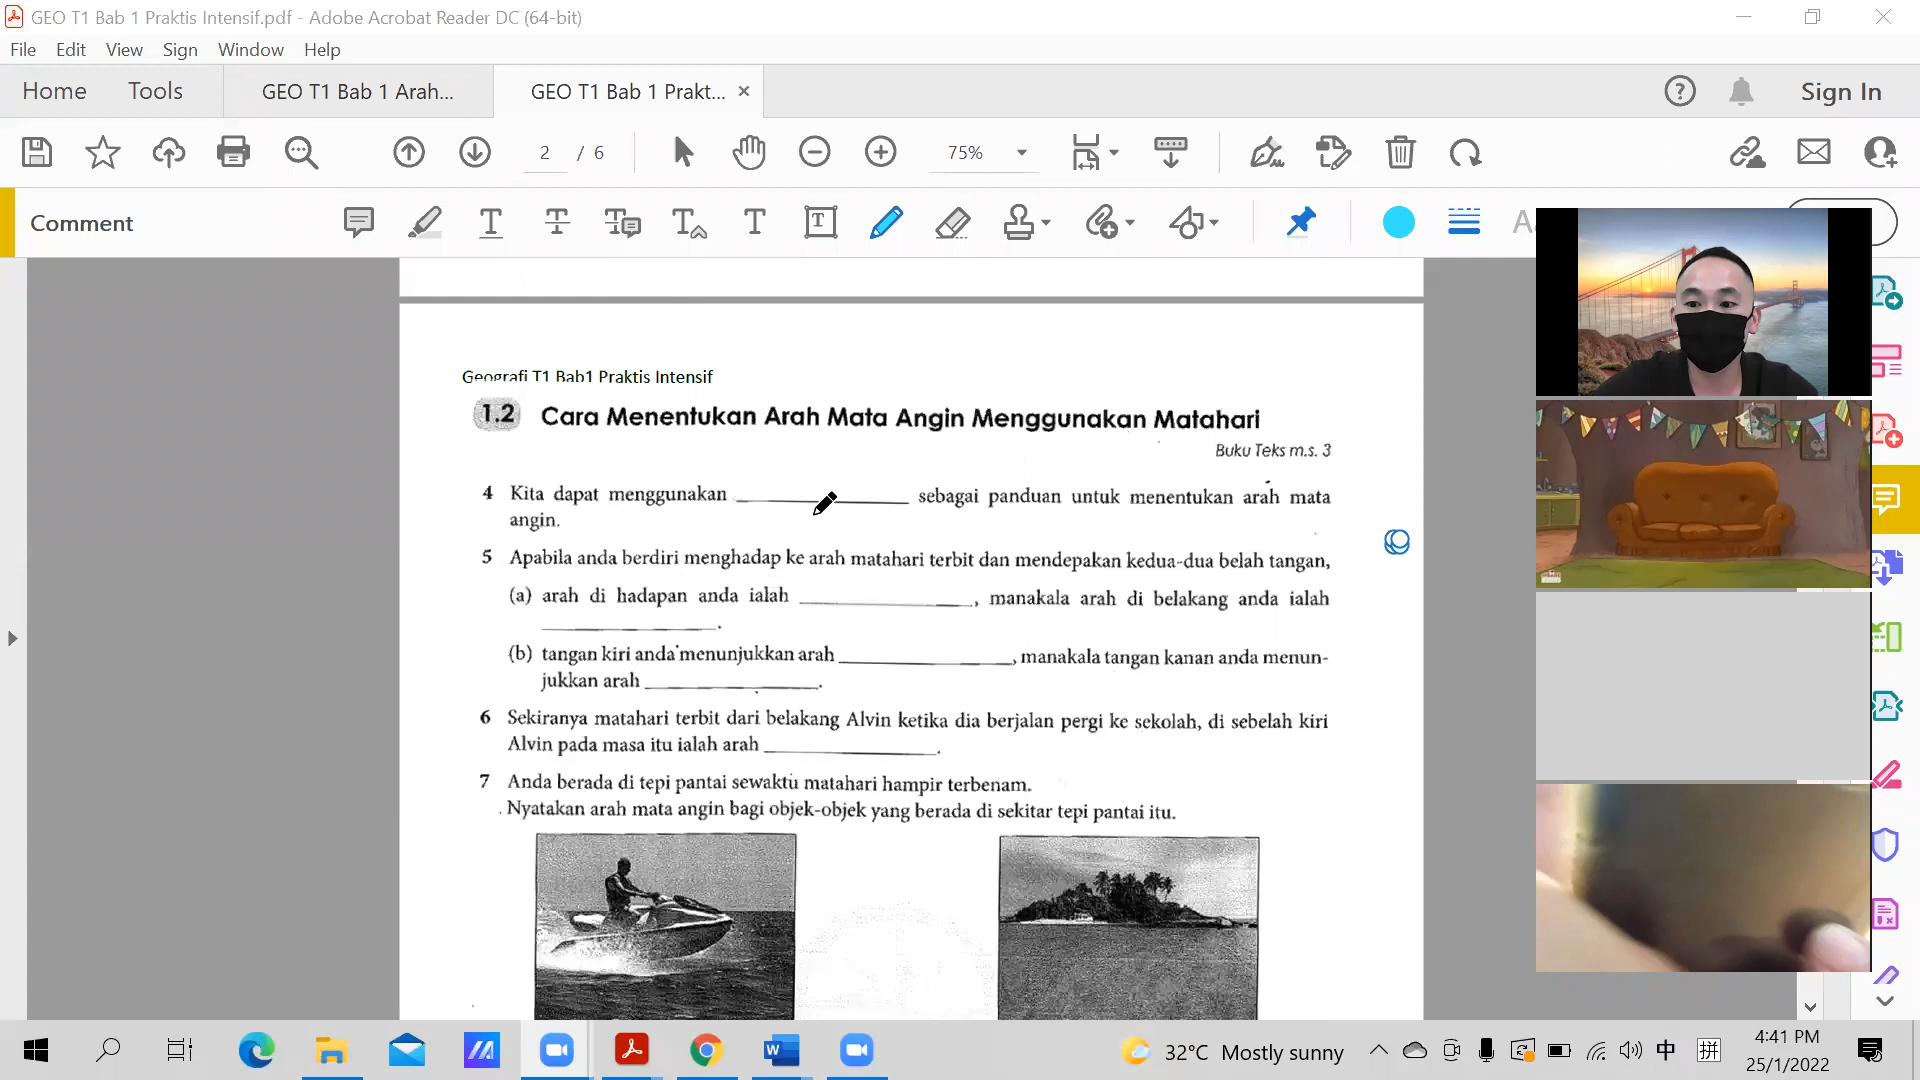 GEO T1 Bab 1 Praktis Intensif.pdf - Adobe Acrobat Reader DC (64-bit)
File Edit View Sign Window Help
Home Tools GEO T1 Bab 1 Arah... GEO T1 Bab 1 Prakt... Sign In
2 / 6 75%
Comment
Geografi T1 Bab1 Praktis Intensif
1.2 Cara Menentukan Arah Mata Angin Menggunakan Matahari
Buku Teks m.s. 3
4 Kita dapat menggunakan ____________ sebagai panduan untuk menentukan arah mata
angin.
5 Apabila anda berdiri menghadap ke arah matahari terbit dan mendepakan kedua-dua belah tangan,
(a) arah di hadapan anda ialah ____________, manakala arah di belakang anda ialah
____________.
(b) tangan kiri anda menunjukkan arah ____________, manakala tangan kanan anda menun-
jukkan arah ____________.
6 Sekiranya matahari terbit dari belakang Alvin ketika dia berjalan pergi ke sekolah, di sebelah kiri
Alvin pada masa itu ialah arah ____________.
7 Anda berada di tepi pantai sewaktu matahari hampir terbenam.
Nyatakan arah mata angin bagi objek-objek yang berada di sekitar tepi pantai itu.
32°C Mostly sunny
中
拼
4:41 PM
25/1/2022